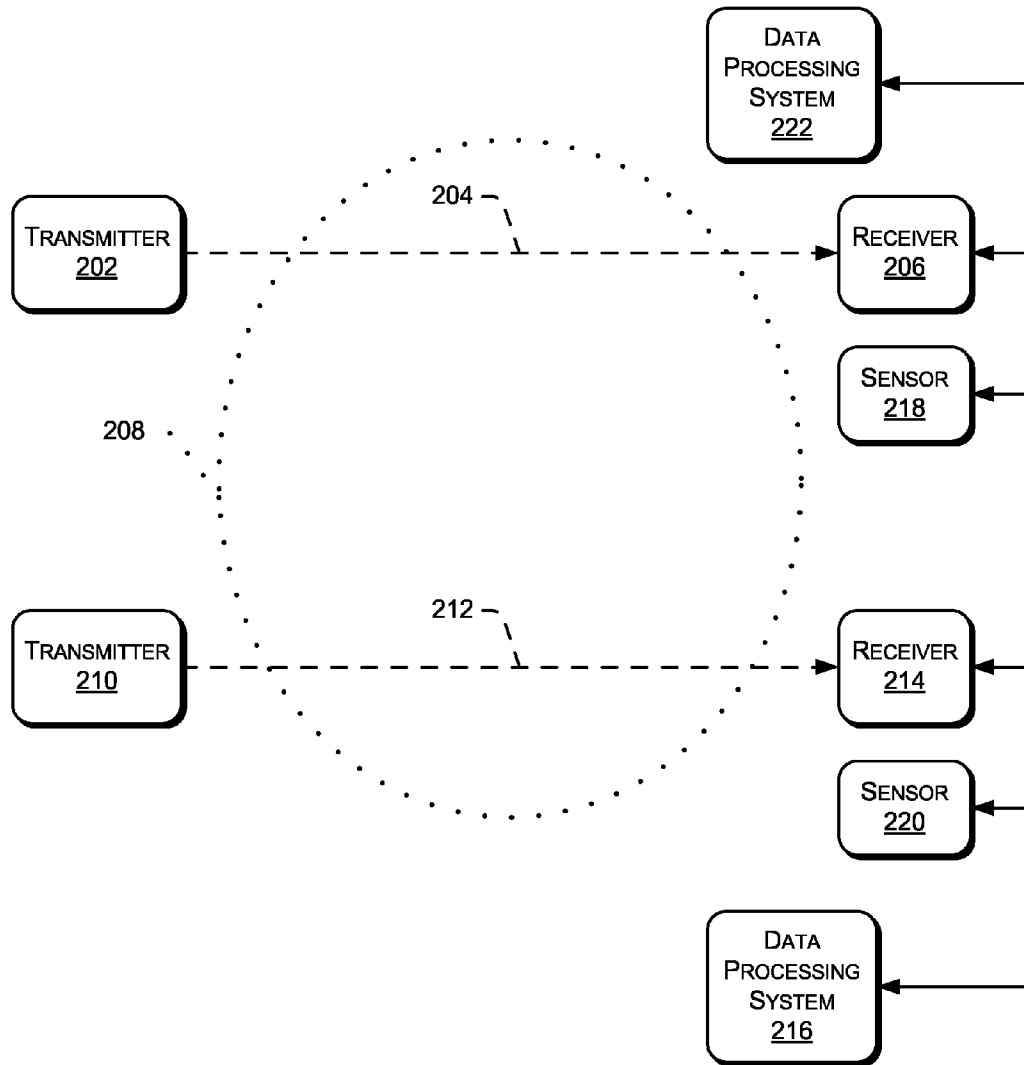 DATA
PROCESSING
SYSTEM
222
204
TRANSMITTER
202
RECEIVER
206
SENSOR
218
208
212
TRANSMITTER
210
RECEIVER
214
SENSOR
220
DATA
PROCESSING
SYSTEM
216